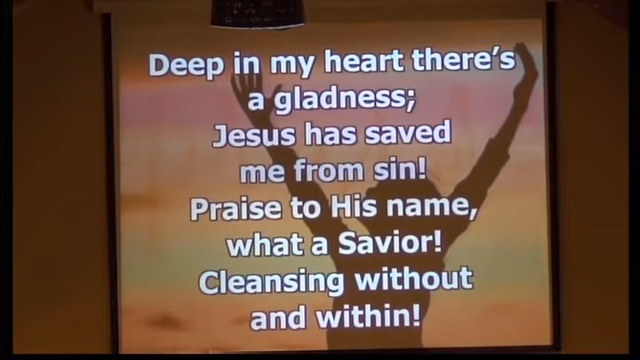 Deep in my heart there's
a gladness;
Jesus has saved
me from sin!
Praise to His name,
what a Savior!
Cleansing without
and within!